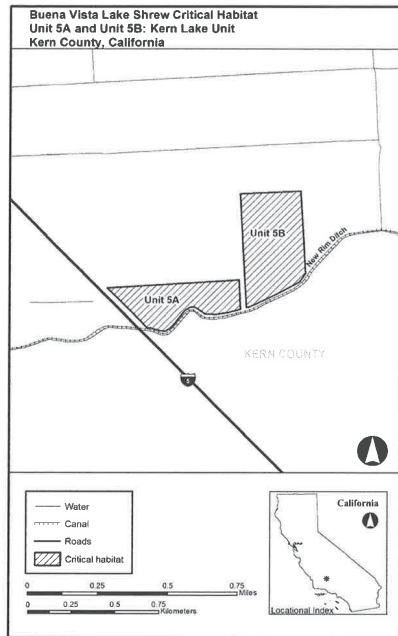 Buena Vista Lake Shrew Critical Habitat
Unit 5A and Unit 5B: Kern Lake Unit
Kern County, California
Unit 5B
New Rim Ditch
Unit 5A
KERN COUNTY
5
Water
Canal
Roads
Critical habitat
0 0.25 0.5 0.75
Miles
0 0.25 0.5 0.75
Kilometers
California
Locational Index